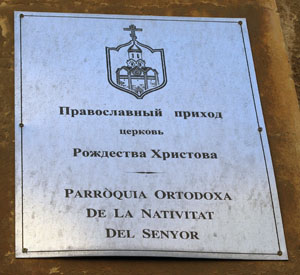 Православный приход
церковь
Рождества Христова
PARRÒQUIA ORTODOXA
DE LA NATIVITAT
DEL SENYOR